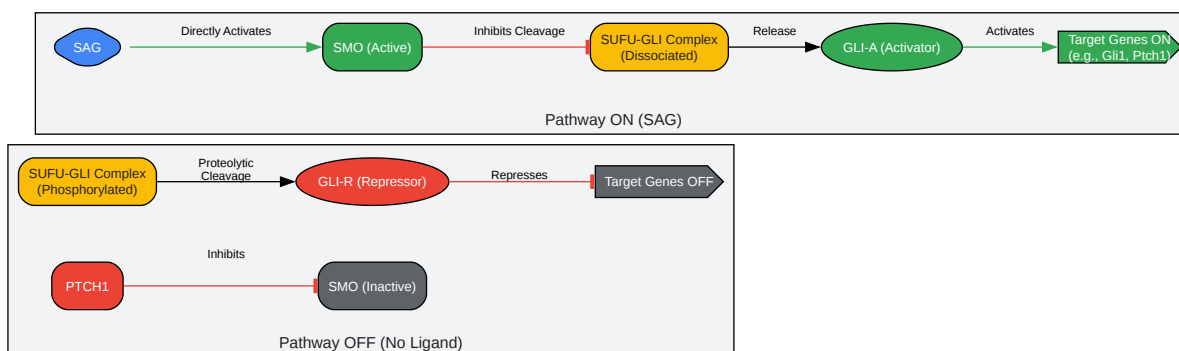 SAG
Directly Activates
SMO (Active)
Inhibits Cleavage
SUFU-GLI Complex
(Dissociated)
Release
GLI-A (Activator)
Activates
Target Genes ON
(e.g., Gli1, Ptch1)
Pathway ON (SAG)
SUFU-GLI Complex
(Phosphorylated)
Proteolytic
Cleavage
GLI-R (Repressor)
Represses
Target Genes OFF
PTCH1
Inhibits
SMO (Inactive)
Pathway OFF (No Ligand)